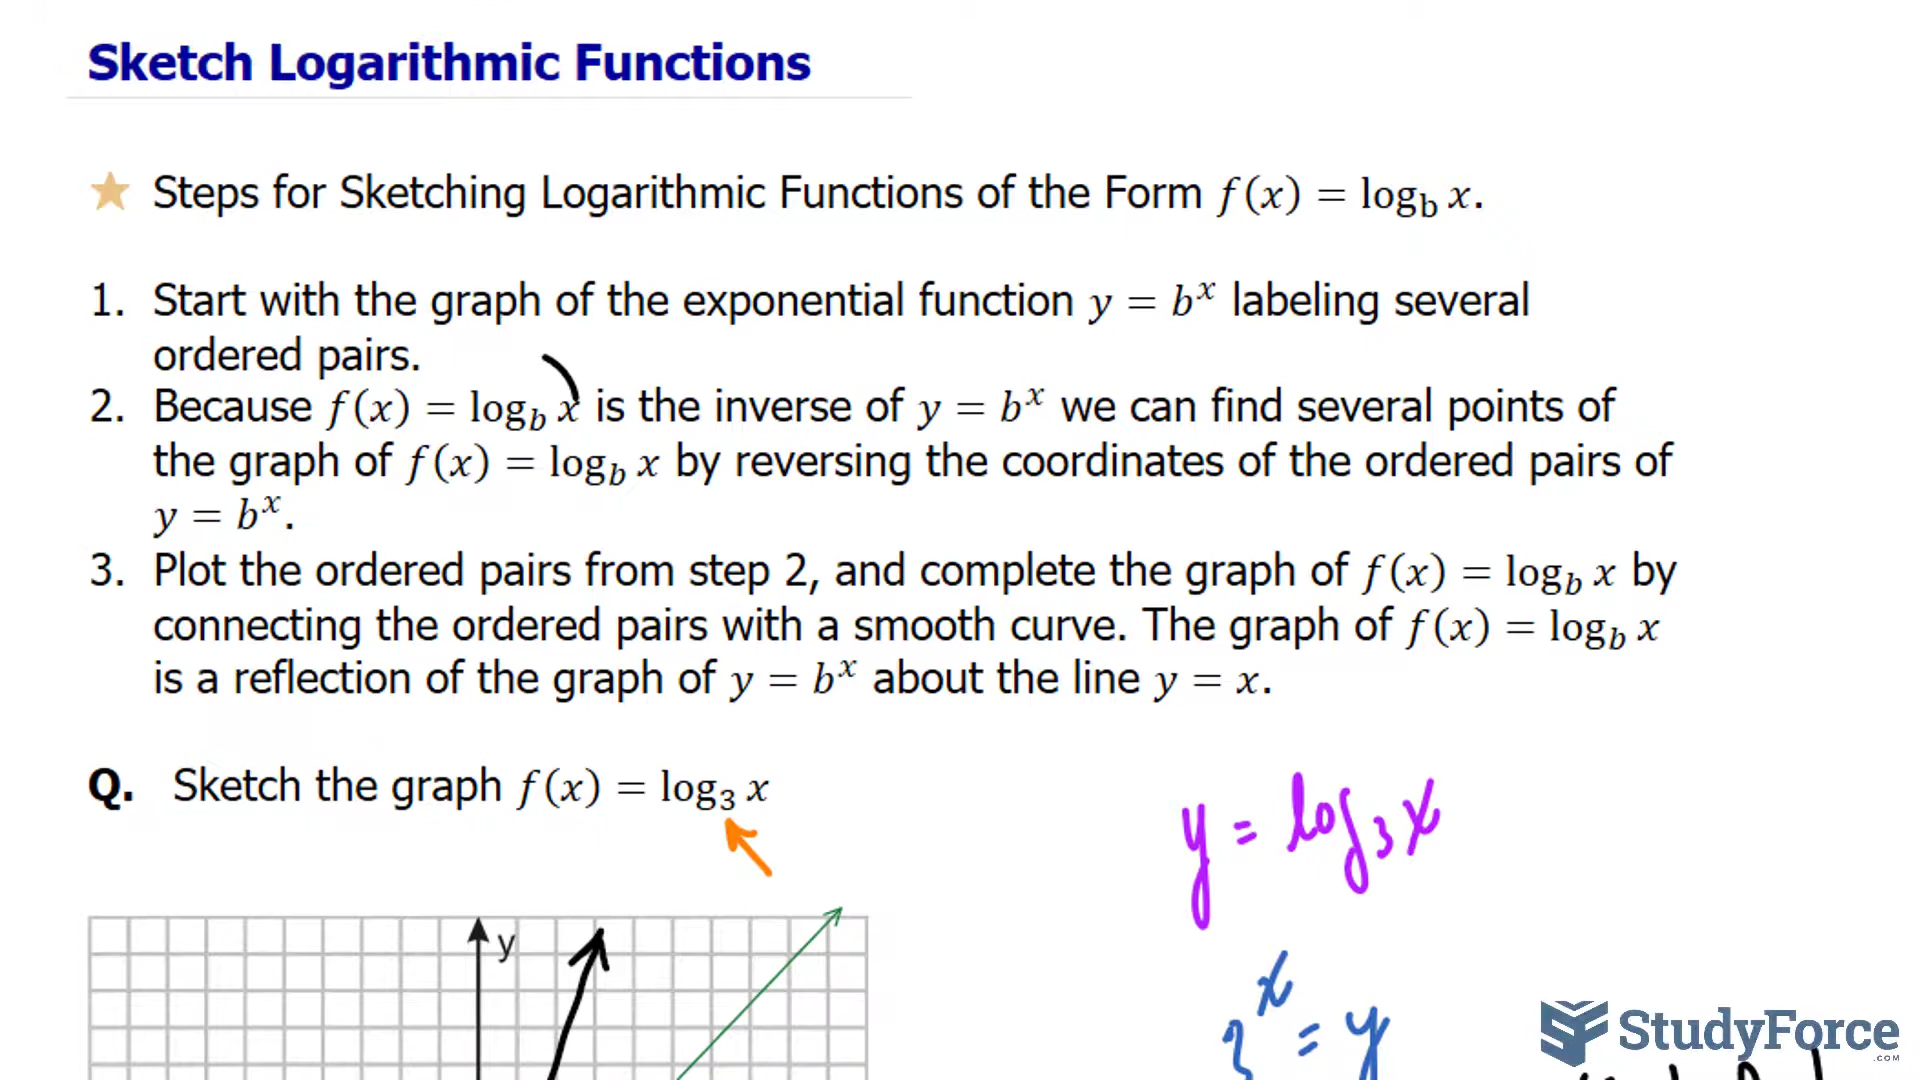 Sketch Logarithmic Functions
Steps for Sketching Logarithmic Functions of the Form f(x) = log_b x.
1. Start with the graph of the exponential function y = b^x labeling several
ordered pairs.
2. Because f(x) = log_b x is the inverse of y = b^x we can find several points of
the graph of f(x) = log_b x by reversing the coordinates of the ordered pairs of
y = b^x.
3. Plot the ordered pairs from step 2, and complete the graph of f(x) = log_b x by
connecting the ordered pairs with a smooth curve. The graph of f(x) = log_b x
is a reflection of the graph of y = b^x about the line y = x.
Q. Sketch the graph f(x) = log_3 x
y = log_3 x
y
3^x = y
StudyForce
.COM